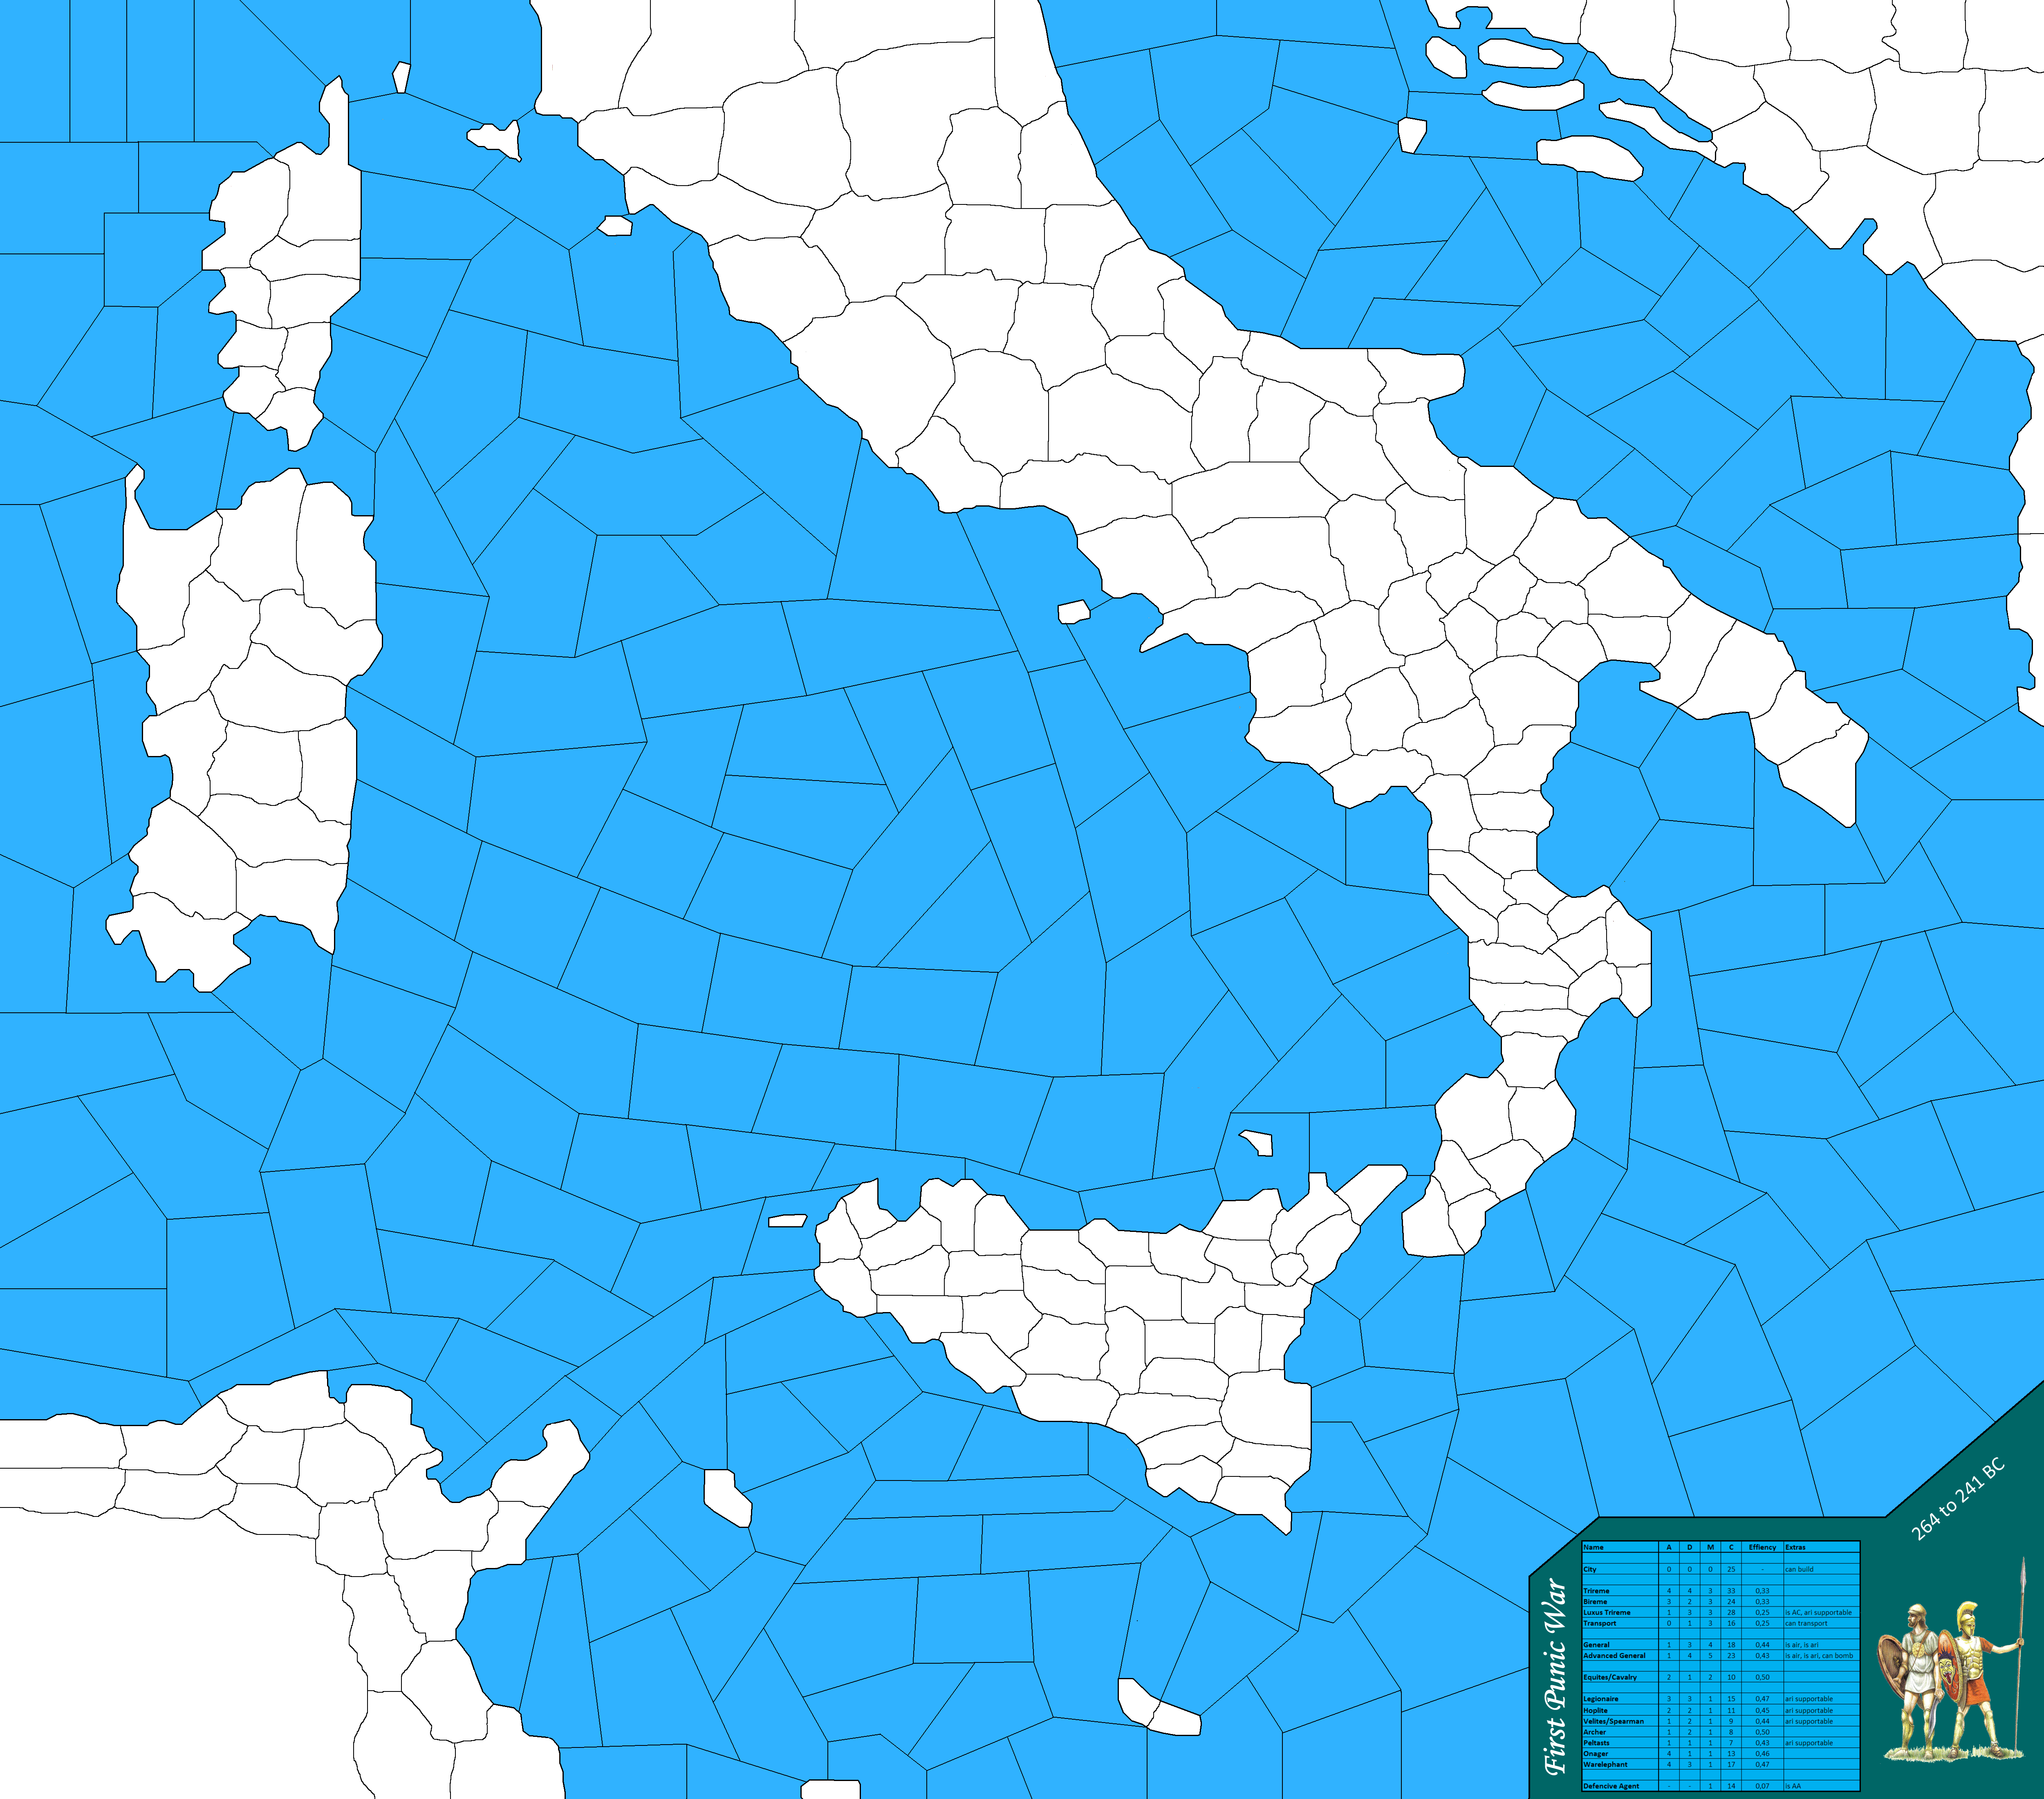 264 to 241 BC
First Punic War
Name A D M C Effiency Extras
City 0 0 0 25 - can build
Trireme 4 4 3 33 0,33
Bireme 3 2 3 24 0,33
Luxus Trireme 1 3 3 28 0,25 is AC, ari supportable
Transport 0 1 3 16 0,25 can transport
General 1 3 4 18 0,44 is air, is ari
Advanced General 1 4 5 23 0,43 is air, is ari, can bomb
Equites/Cavalry 2 1 2 10 0,50
Legionaire 3 3 1 15 0,47 ari supportable
Hoplite 2 2 1 11 0,45 ari supportable
Velites/Spearman 1 2 1 9 0,44 ari supportable
Archer 1 2 1 8 0,50
Peltasts 1 1 1 7 0,43 ari supportable
Onager 4 1 1 13 0,46
Warelephant 4 3 1 17 0,47
Defencive Agent - - 1 14 0,07 is AA